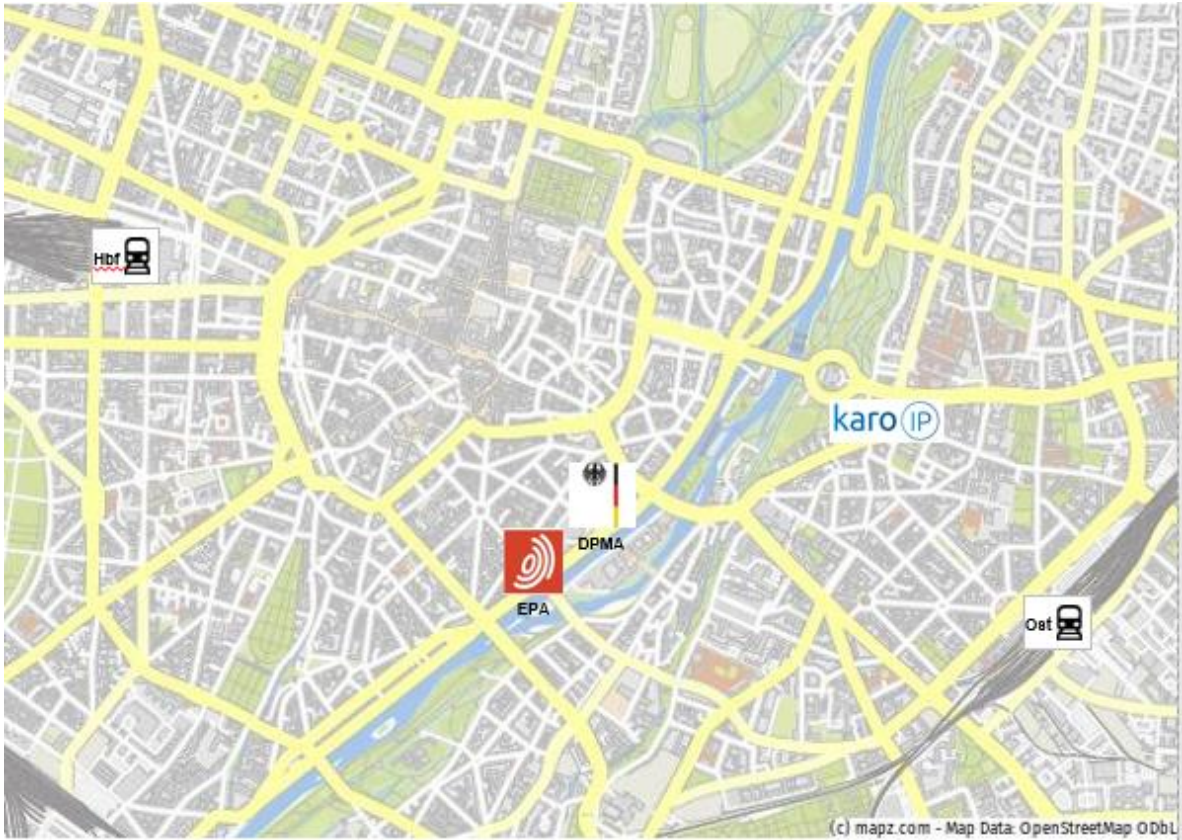 Hbf
karo IP
DPMA
EPA
Ost
(c) mapz.com - Map Data: OpenStreetMap ODbL